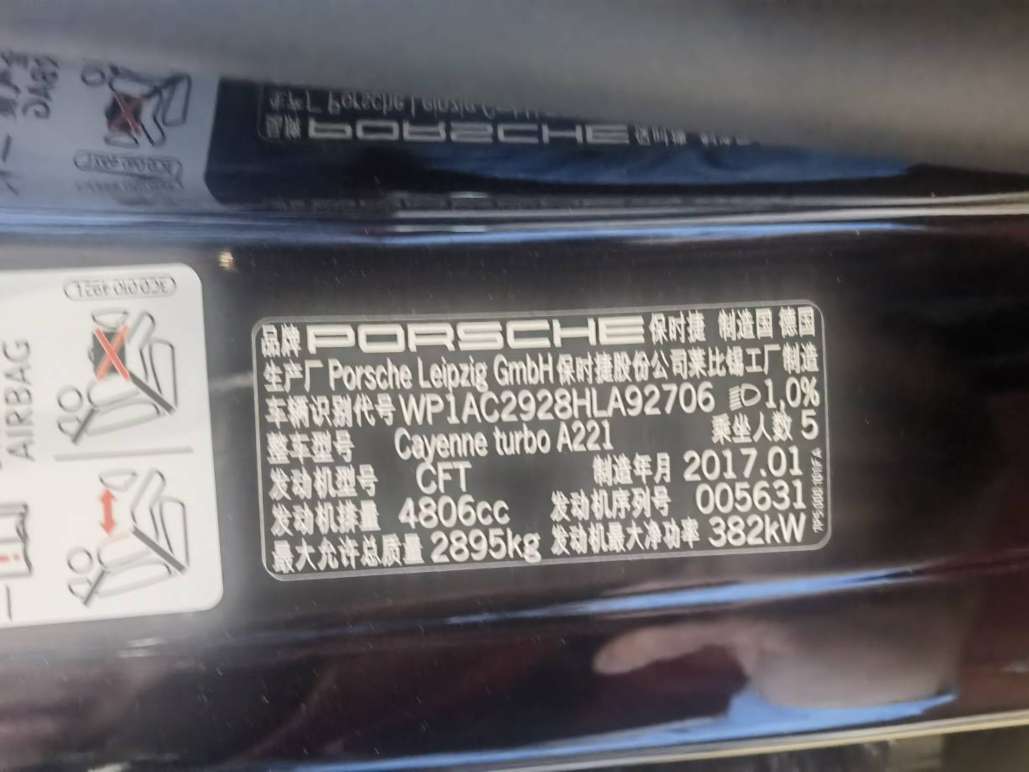 品牌 PORSCHE 保时捷 制造国 德国
生产厂 Porsche Leipzig GmbH 保时捷股份公司莱比锡工厂制造
车辆识别代号 WP1AC2928HLA92706 1,0%
整车型号 Cayenne turbo A221 乘坐人数 5
发动机型号 CFT 制造年月 2017.01
发动机排量 4806cc 发动机序列号 005631
最大允许总质量 2895kg 发动机最大净功率 382kW
AIRBAG